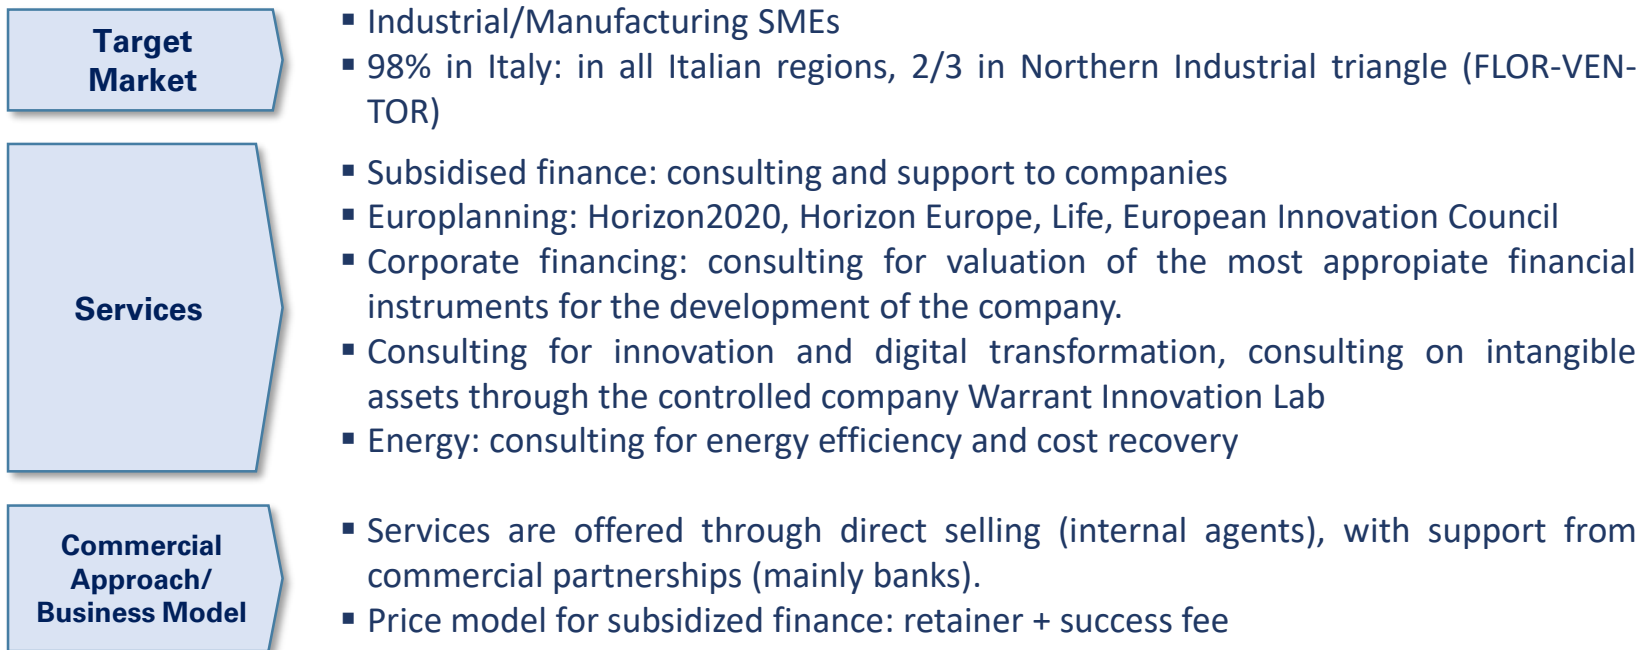 Target
Market
▪ Industrial/Manufacturing SMEs
▪ 98% in Italy: in all Italian regions, 2/3 in Northern Industrial triangle (FLOR-VEN-
TOR)
Services
▪ Subsidised finance: consulting and support to companies
▪ Europlanning: Horizon2020, Horizon Europe, Life, European Innovation Council
▪ Corporate financing: consulting for valuation of the most appropiate financial
instruments for the development of the company.
▪ Consulting for innovation and digital transformation, consulting on intangible
assets through the controlled company Warrant Innovation Lab
▪ Energy: consulting for energy efficiency and cost recovery
Commercial
Approach/
Business Model
▪ Services are offered through direct selling (internal agents), with support from
commercial partnerships (mainly banks).
▪ Price model for subsidized finance: retainer + success fee